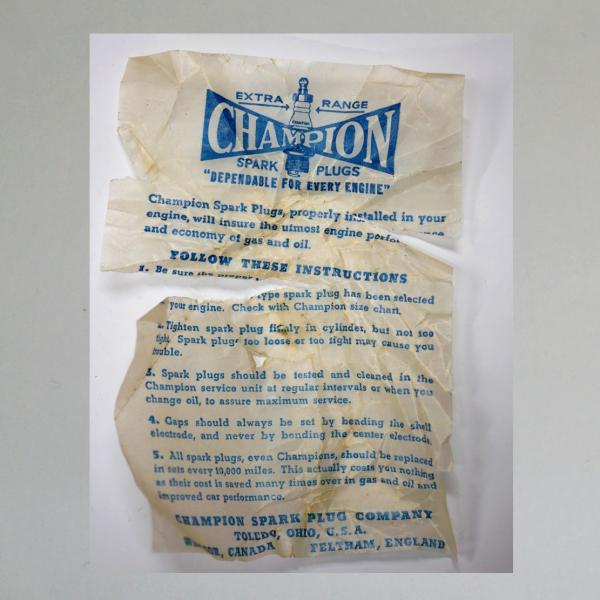 EXTRA RANGE
CHAMPION
SPARK PLUGS
"DEPENDABLE FOR EVERY ENGINE"
Champion Spark Plugs, properly installed in your
engine, will insure the utmost engine
and economy of gas and oil.
FOLLOW THESE INSTRUCTIONS
1. Be sure the proper
type spark plug has been selected
your engine. Check with Champion size chart.
2. Tighten spark plug firmly in cylinder, but not too
tight. Spark plugs too loose or too tight may cause you
trouble.
3. Spark plugs should be tested and cleaned in the
Champion service unit at regular intervals or when you
change oil, to assure maximum service.
4. Gaps should always be set by bending the shell
electrode, and never by bending the center electrode.
5. All spark plugs, even Champions, should be replaced
in sets every 10,000 miles. This actually costs you nothing
as their cost is saved many times over in gas and oil and
improved car performance.
CHAMPION SPARK PLUG COMPANY
TOLEDO, OHIO, U.S.A.
CANADA FELTHAM, ENGLAND